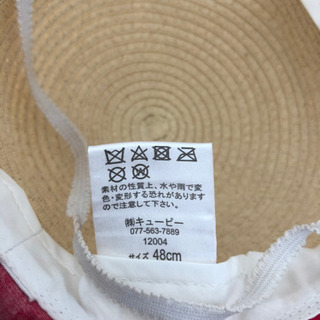 素材の性質上、水や雨で変
色・変形する恐れがあります
ので注意して下さい。
㈱キュービー
077-563-7889
12004
サイズ 48cm